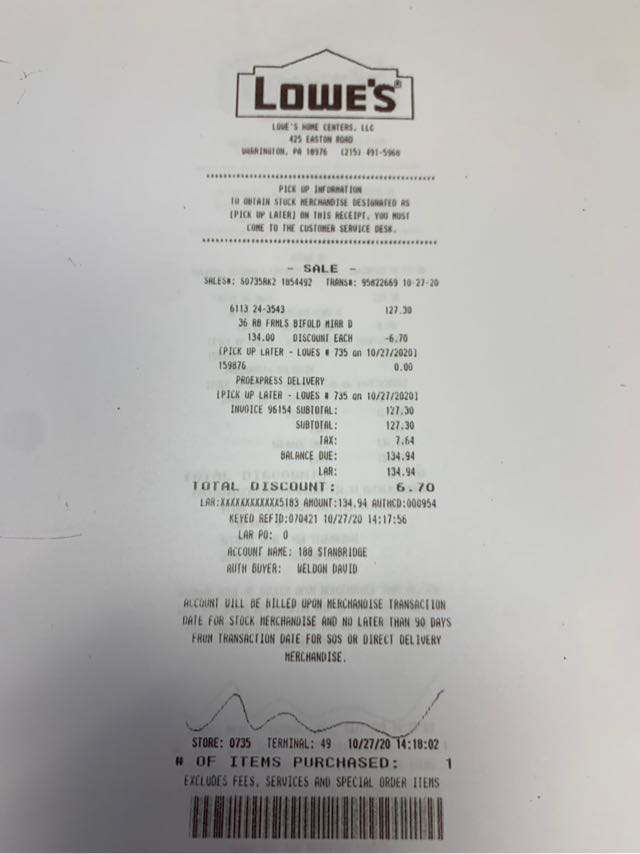 LOWE'S®
LOWE'S HOME CENTERS, LLC
425 EASTON ROAD
WARRINGTON, PA 18976 (215) 491-5968
PICK UP INFORMATION
TO OBTAIN STOCK MERCHANDISE DESIGNATED AS
[PICK UP LATER] ON THIS RECEIPT, YOU MUST
COME TO THE CUSTOMER SERVICE DESK.
- SALE -
SALES#: S0735RK2 1854492 TRANS#: 95822669 10-27-20
6113 24-3543 127.30
36 RB FRMLS BIFOLD MIRR D
134.00 DISCOUNT EACH -6.70
[PICK UP LATER - LOWES # 735 on 10/27/2020]
159876 0.00
PROEXPRESS DELIVERY
[PICK UP LATER - LOWES # 735 on 10/27/2020]
INVOICE 96154 SUBTOTAL: 127.30
SUBTOTAL: 127.30
TAX: 7.64
BALANCE DUE: 134.94
LAR: 134.94
TOTAL DISCOUNT: 6.70
LAR:XXXXXXXXXXXX5183 AMOUNT:134.94 AUTHCD:000954
KEYED REFID:070421 10/27/20 14:17:56
LAR PO: 0
ACCOUNT NAME: 188 STANBRIDGE
AUTH BUYER: WELDON DAVID
ACCOUNT WILL BE BILLED UPON MERCHANDISE TRANSACTION
DATE FOR STOCK MERCHANDISE AND NO LATER THAN 90 DAYS
FROM TRANSACTION DATE FOR SOS OR DIRECT DELIVERY
MERCHANDISE.
STORE: 0735 TERMINAL: 49 10/27/20 14:18:02
# OF ITEMS PURCHASED: 1
EXCLUDES FEES, SERVICES AND SPECIAL ORDER ITEMS